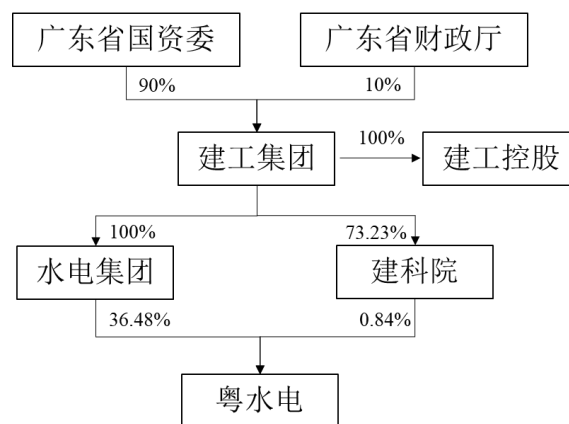 广东省国资委 广东省财政厅
90% 10%
建工集团 100% 建工控股
100% 73.23%
水电集团 建科院
36.48% 0.84%
粤水电